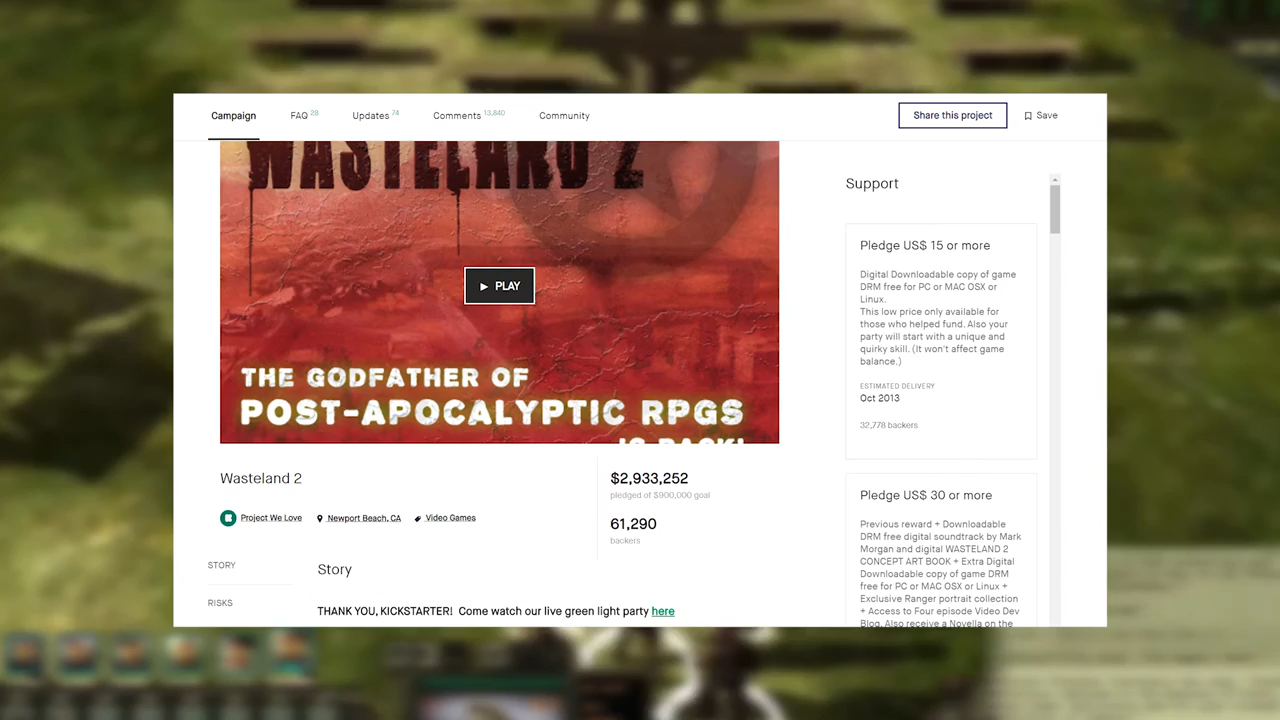 Campaign FAQ 28 Updates 74 Comments 13,840 Community Share this project Save
WASTELAND 2
PLAY
THE GODFATHER OF
POST-APOCALYPTIC RPGS
IS BACK!
Wasteland 2
Project We Love Newport Beach, CA Video Games
$2,933,252
pledged of $900,000 goal
61,290
backers
STORY
RISKS
Story
THANK YOU, KICKSTARTER! Come watch our live green light party here
Support
Pledge US$ 15 or more
Digital Downloadable copy of game
DRM free for PC or MAC OSX or
Linux.
This low price only available for
those who helped fund. Also your
party will start with a unique and
quirky skill. (It won't affect game
balance.)
ESTIMATED DELIVERY
Oct 2013
32,778 backers
Pledge US$ 30 or more
Previous reward + Downloadable
DRM free digital soundtrack by Mark
Morgan and digital WASTELAND 2
CONCEPT ART BOOK + Extra Digital
Downloadable copy of game DRM
free for PC or MAC OSX or Linux +
Exclusive Ranger portrait collection
+ Access to Four episode Video Dev
Blog. Also receive a Novella on the